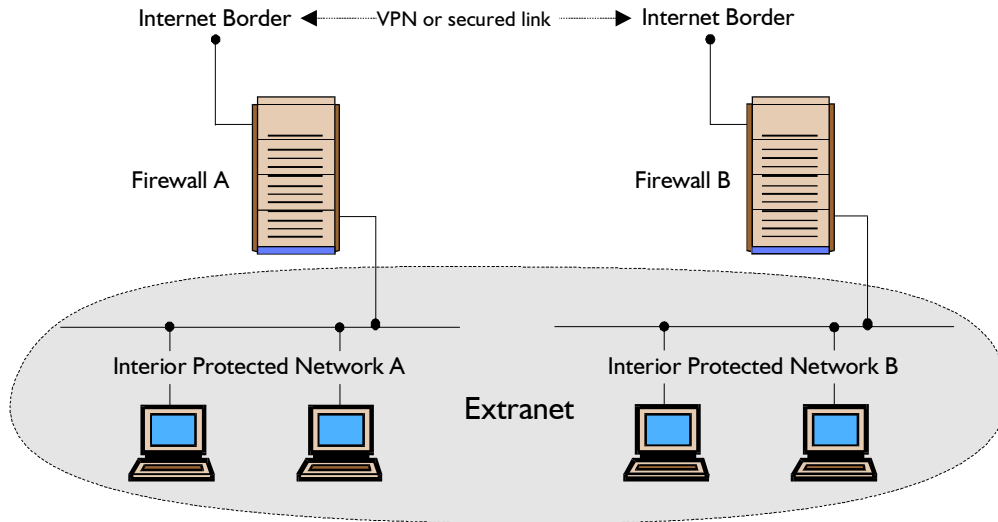 Internet Border
VPN or secured link
Internet Border
Firewall A
Firewall B
Interior Protected Network A
Interior Protected Network B
Extranet